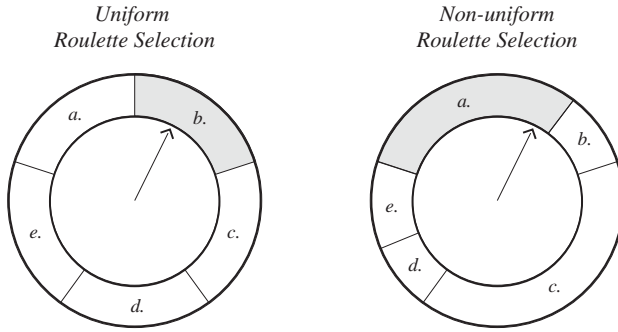 Uniform
Roulette Selection
a.
b.
e.
c.
d.
Non-uniform
Roulette Selection
a.
b.
e.
d.
c.